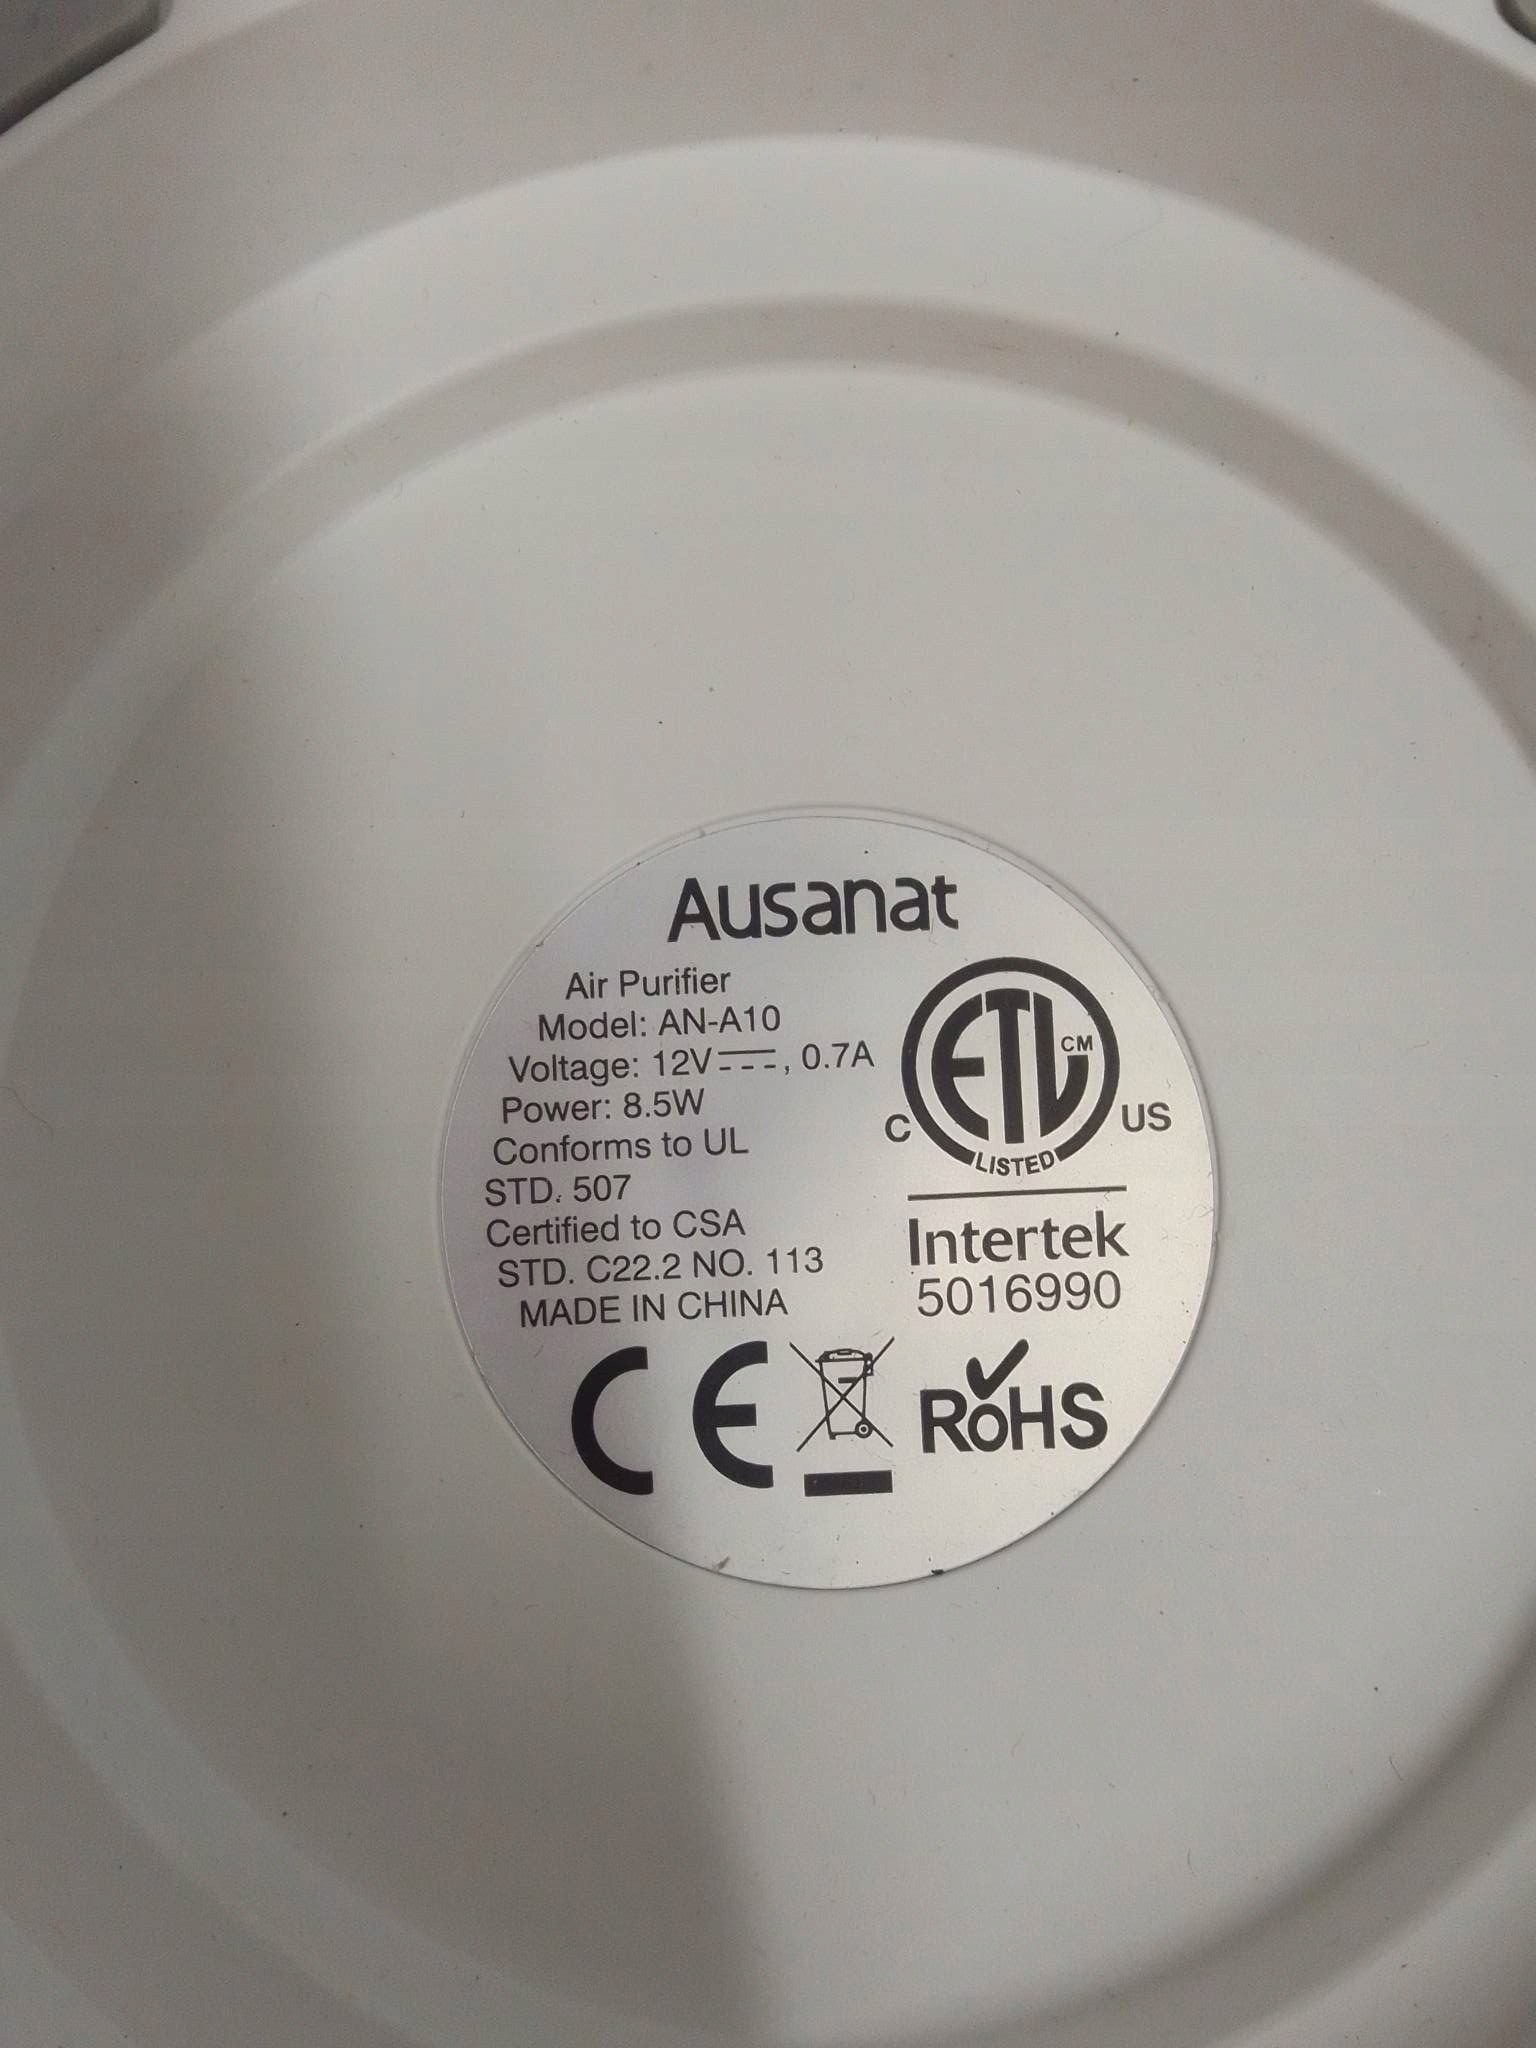 Ausanat
Air Purifier
Model: AN-A10
Voltage: 12V⎓, 0.7A
Power: 8.5W
Conforms to UL
STD. 507
Certified to CSA
STD. C22.2 NO. 113
MADE IN CHINA
ETL CM
C US
LISTED
Intertek
5016990
CE
RoHS